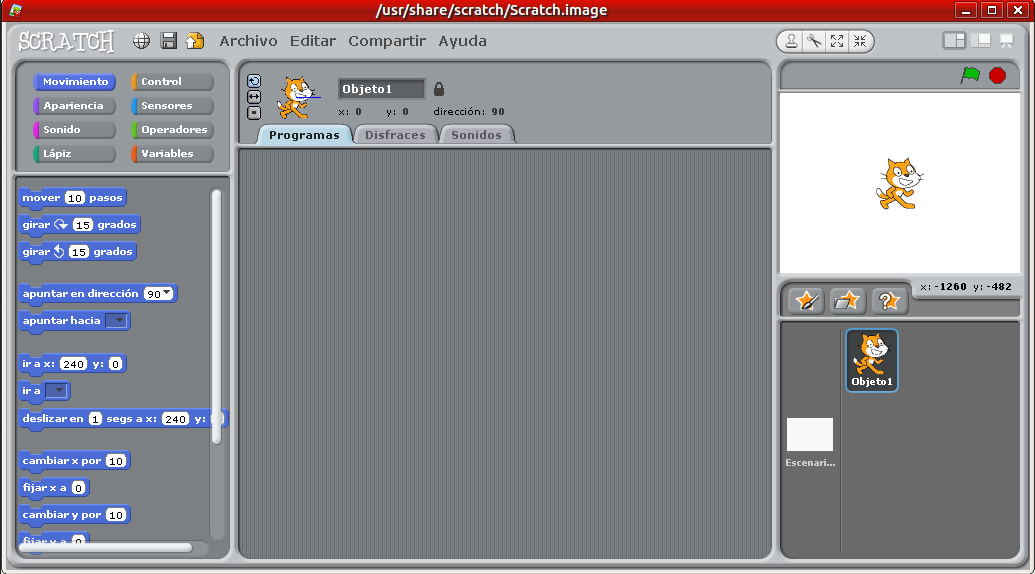 /usr/share/scratch/Scratch.image
SCRATCH
Archivo Editar Compartir Ayuda
Movimiento Control
Apariencia Sensores
Sonido Operadores
Lápiz Variables
mover 10 pasos
girar 15 grados
girar 15 grados
apuntar en dirección 90
apuntar hacia
ir a x: 240 y: 0
ir a
deslizar en 1 segs a x: 240 y:
cambiar x por 10
fijar x a 0
cambiar y por 10
fijar y a 0
Objeto1
x: 0 y: 0 dirección: 90
Programas Disfraces Sonidos
x: -1260 y: -482
Objeto1
Escenari...